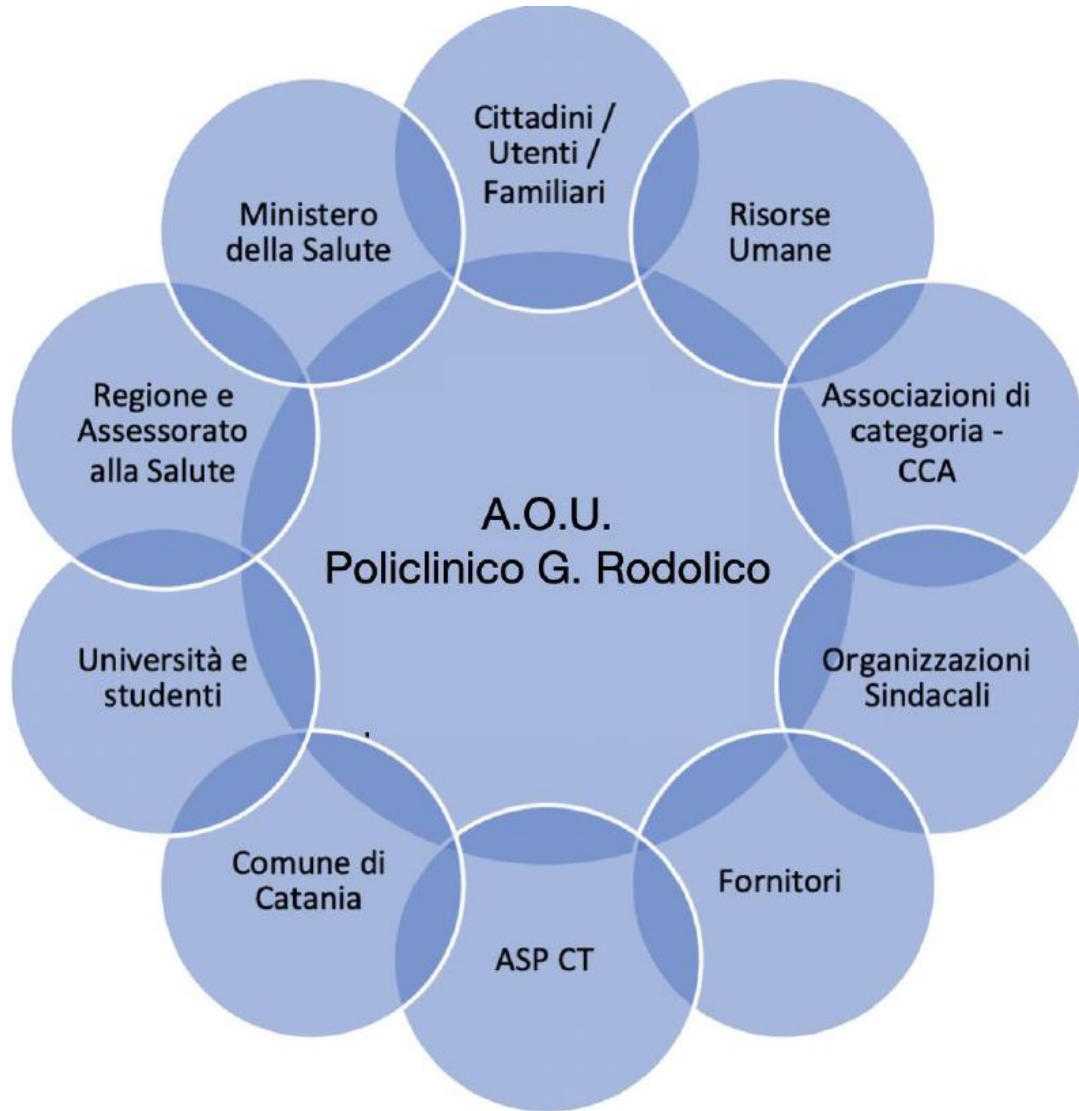 Cittadini /
Utenti /
Familiari
Risorse
Umane
Associazioni di
categoria -
CCA
Organizzazioni
Sindacali
Fornitori
ASP CT
Comune di
Catania
Università e
studenti
Regione e
Assessorato
alla Salute
Ministero
della Salute
A.O.U.
Policlinico G. Rodolico